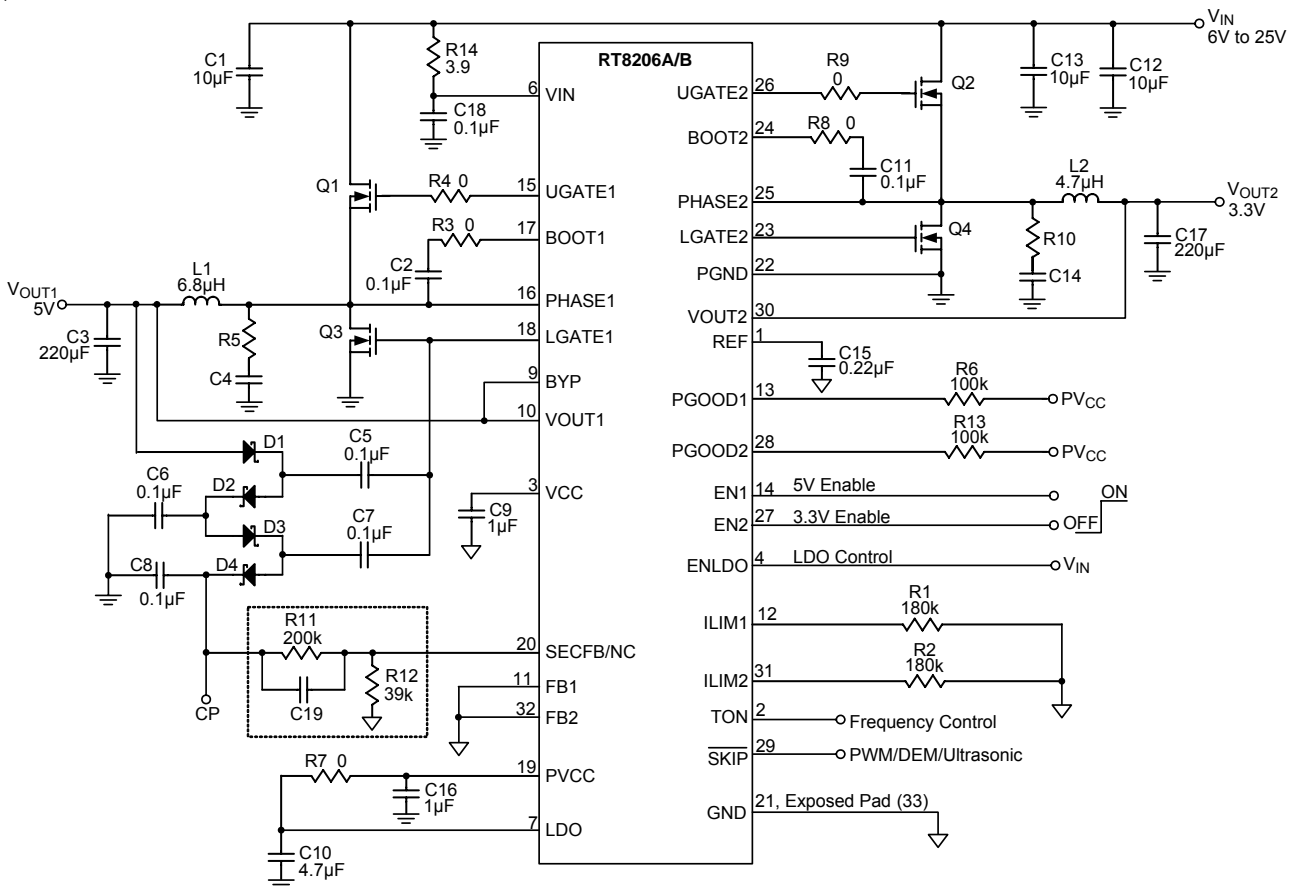 VIN
6V to 25V
C1
10µF
R14
3.9
RT8206A/B
R9
0
C13
10µF
C12
10µF
6
VIN
UGATE2
26
Q2
C18
0.1µF
R8 0
BOOT2
24
C11
0.1µF
L2
4.7µH
Q1
R4 0
15
UGATE1
PHASE2
25
VOUT2
3.3V
R3 0
17
BOOT1
LGATE2
23
Q4
R10
C17
220µF
C2
0.1µF
PGND
22
C14
L1
6.8µH
VOUT1
5V
16
PHASE1
VOUT2
30
C3
220µF
R5
Q3
18
LGATE1
REF
1
C15
0.22µF
C4
9
BYP
PGOOD1
13
R6
100k
PVCC
10
VOUT1
R13
100k
PGOOD2
28
PVCC
D1
C5
0.1µF
C6
0.1µF
D2
3
VCC
EN1
14
5V Enable
ON
C9
1µF
D3
C7
0.1µF
EN2
27
3.3V Enable
OFF
C8
0.1µF
D4
ENLDO
4
LDO Control
VIN
R11
200k
ILIM1
12
R1
180k
20
SECFB/NC
R2
180k
C19
R12
39k
11
FB1
ILIM2
31
CP
32
FB2
TON
2
Frequency Control
SKIP
29
PWM/DEM/Ultrasonic
R7 0
19
PVCC
C16
1µF
GND
21, Exposed Pad (33)
7
LDO
C10
4.7µF